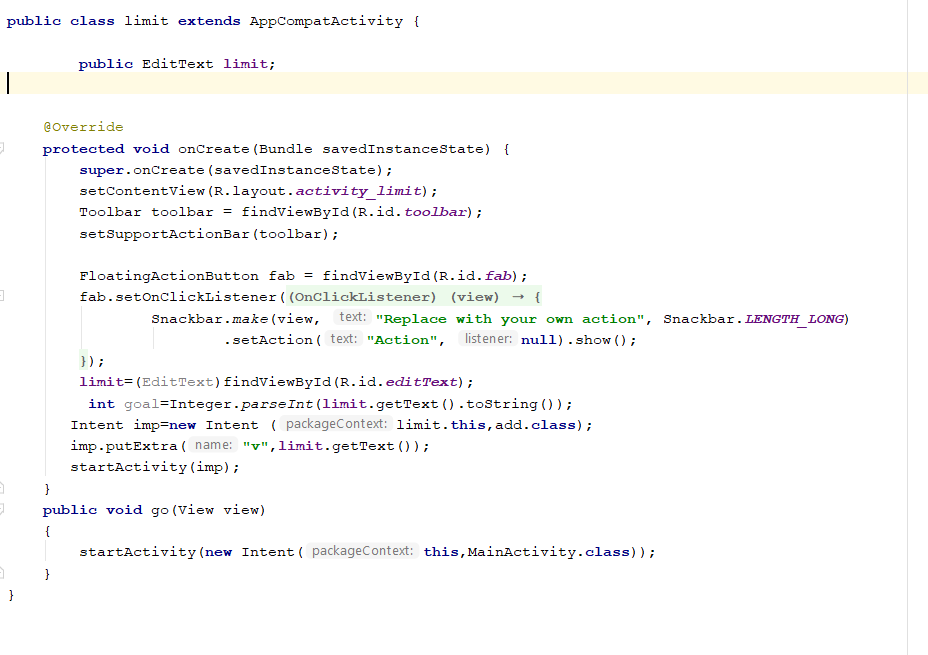 public class limit extends AppCompatActivity {
public EditText limit;
@Override
protected void onCreate(Bundle savedInstanceState) {
super.onCreate(savedInstanceState);
setContentView(R.layout.activity_limit);
Toolbar toolbar = findViewById(R.id.toolbar);
setSupportActionBar(toolbar);
FloatingActionButton fab = findViewById(R.id.fab);
fab.setOnClickListener((OnClickListener) (view) → {
Snackbar.make(view, text: "Replace with your own action", Snackbar.LENGTH_LONG)
.setAction( text: "Action", listener: null).show();
});
limit=(EditText)findViewById(R.id.editText);
int goal=Integer.parseInt(limit.getText().toString());
Intent imp=new Intent ( packageContext: limit.this,add.class);
imp.putExtra( name: "v",limit.getText());
startActivity(imp);
}
public void go(View view)
{
startActivity(new Intent( packageContext: this,MainActivity.class));
}
}